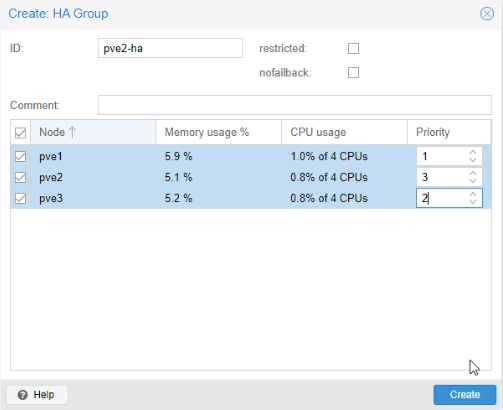 Create: HA Group
ID: pve2-ha restricted:
nofailback:
Comment:
Node Memory usage % CPU usage Priority
pve1 5.9 % 1.0% of 4 CPUs 1
pve2 5.1 % 0.8% of 4 CPUs 3
pve3 5.2 % 0.8% of 4 CPUs 2
Help Create